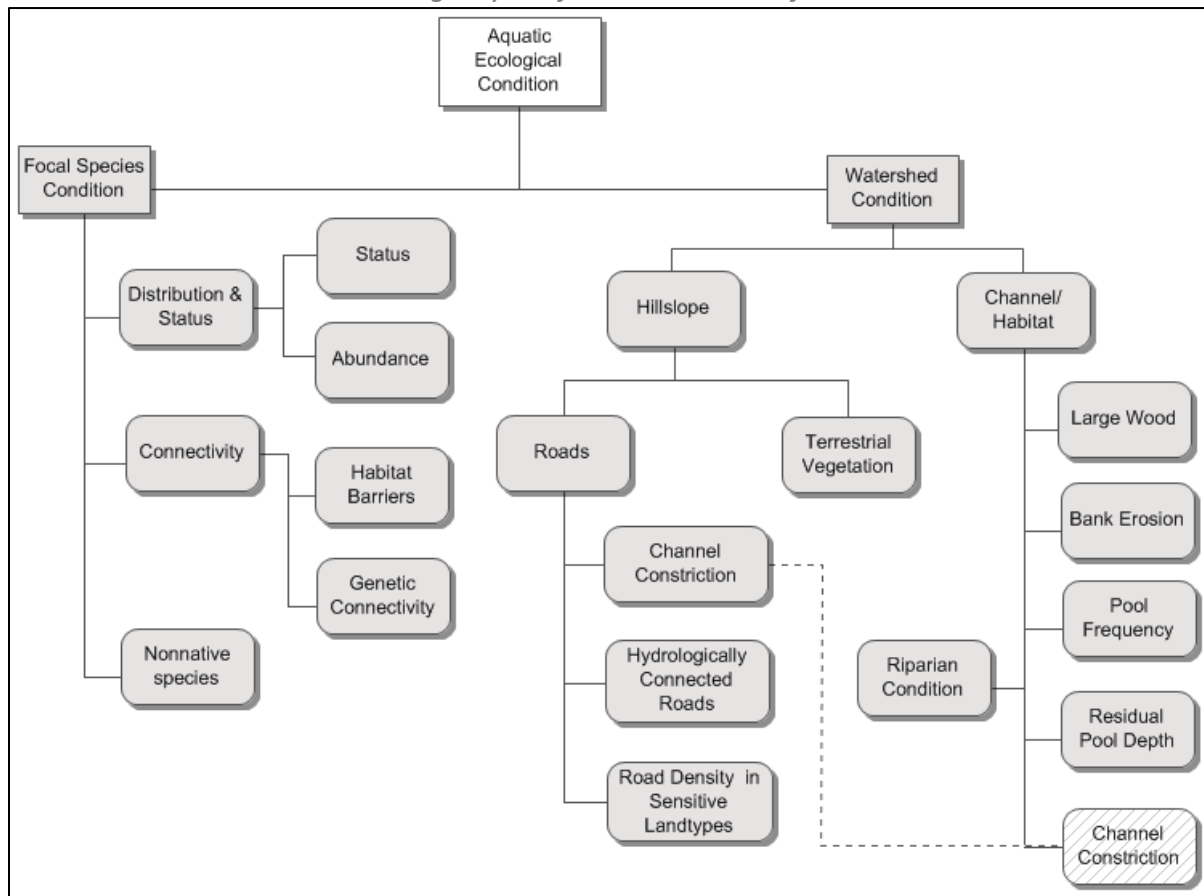 Aquatic
Ecological
Condition
Focal Species
Condition
Watershed
Condition
Distribution &
Status
Status
Abundance
Connectivity
Habitat
Barriers
Genetic
Connectivity
Nonnative
species
Hillslope
Roads
Terrestrial
Vegetation
Channel
Constriction
Hydrologically
Connected
Roads
Road Density in
Sensitive
Landtypes
Channel/
Habitat
Large Wood
Bank Erosion
Pool
Frequency
Riparian
Condition
Residual
Pool Depth
Channel
Constriction